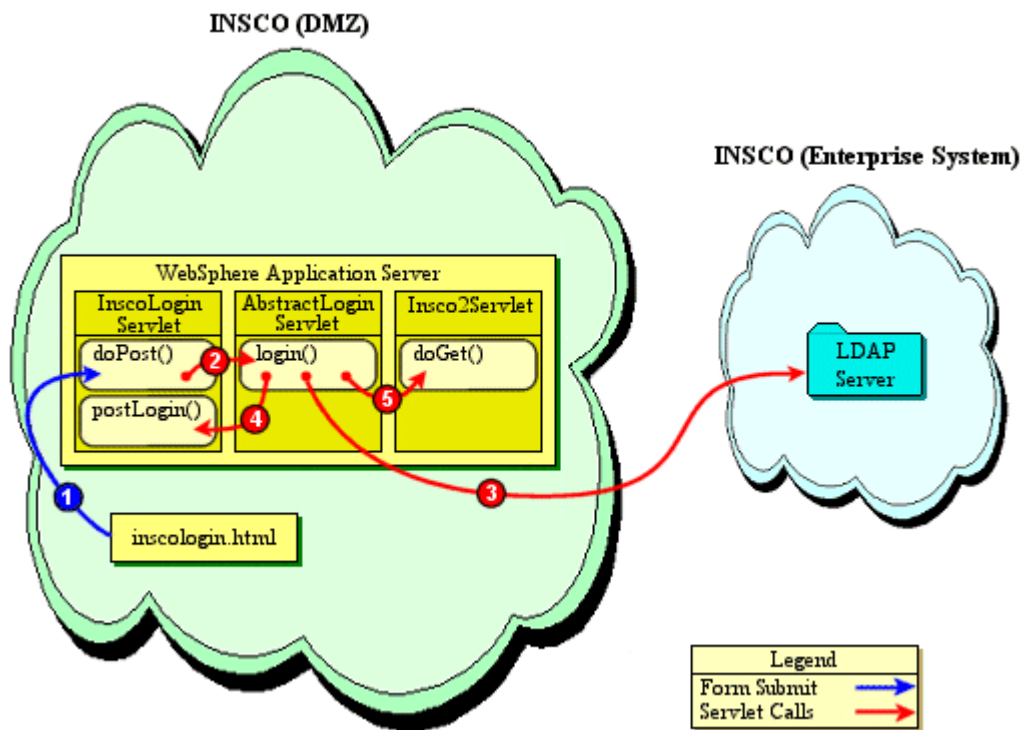 INSCO (DMZ)
INSCO (Enterprise System)
WebSphere Application Server
InscoLogin
Servlet
AbstractLogin
Servlet
Insco2Servlet
doPost()
2
login()
doGet()
5
postLogin()
4
LDAP
Server
3
1
inscologin.html
Legend
Form Submit
Servlet Calls